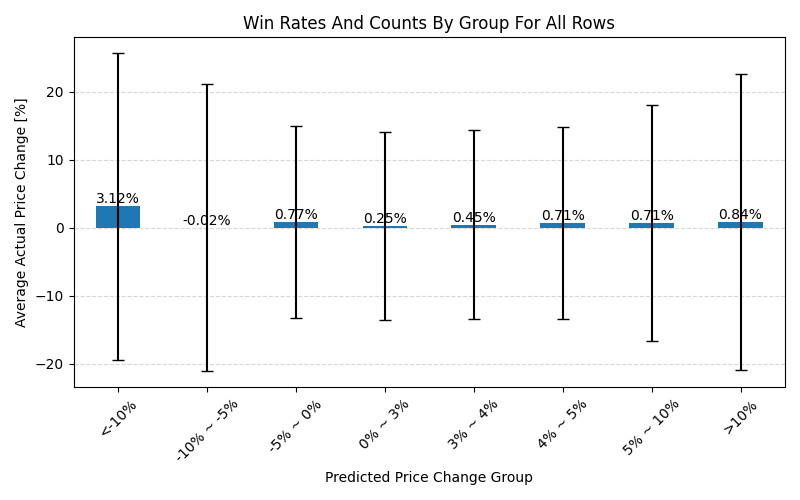 Win Rates And Counts By Group For All Rows
Average Actual Price Change [%]
20
10
0
−10
−20
3.12%
-0.02%
0.77%
0.25%
0.45%
0.71%
0.71%
0.84%
<-10%
-10% ~ -5%
-5% ~ 0%
0% ~ 3%
3% ~ 4%
4% ~ 5%
5% ~ 10%
>10%
Predicted Price Change Group